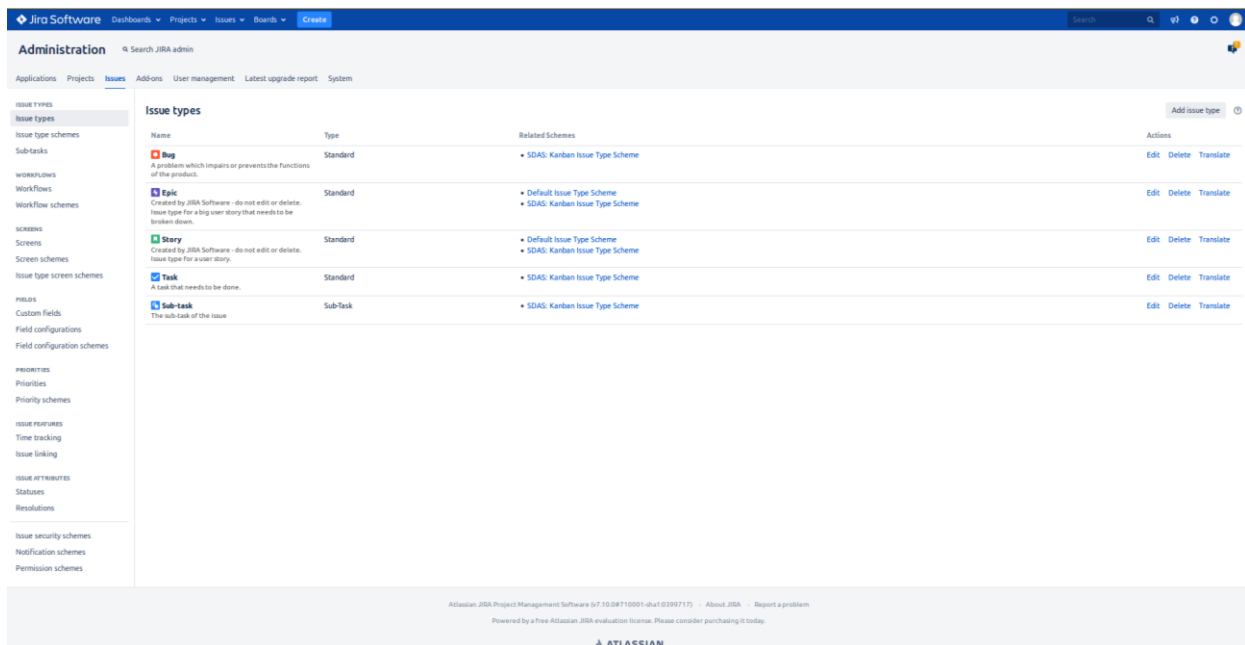 Jira Software Dashboards Projects Issues Boards Create Search
Administration Search JIRA admin
Applications Projects Issues Add-ons User management Latest upgrade report System
ISSUE TYPES
Issue types
Issue type schemes
Sub-tasks
WORKFLOWS
Workflows
Workflow schemes
SCREENS
Screens
Screen schemes
Issue type screen schemes
FIELDS
Custom fields
Field configurations
Field configuration schemes
PRIORITIES
Priorities
Priority schemes
ISSUE FEATURES
Time tracking
Issue linking
ISSUE ATTRIBUTES
Statuses
Resolutions
Issue security schemes
Notification schemes
Permission schemes
Issue types Add issue type
Name Type Related Schemes Actions
Bug Standard • SDAS: Kanban Issue Type Scheme Edit Delete Translate
A problem which impairs or prevents the functions
of the product.
Epic Standard • Default Issue Type Scheme Edit Delete Translate
Created by JIRA Software - do not edit or delete. • SDAS: Kanban Issue Type Scheme
Issue type for a big user story that needs to be
broken down.
Story Standard • Default Issue Type Scheme Edit Delete Translate
Created by JIRA Software - do not edit or delete. • SDAS: Kanban Issue Type Scheme
Issue type for a user story.
Task Standard • SDAS: Kanban Issue Type Scheme Edit Delete Translate
A task that needs to be done.
Sub-task Sub-Task • SDAS: Kanban Issue Type Scheme Edit Delete Translate
The sub-task of the issue
Atlassian JIRA Project Management Software (v7.10.0#710001-sha1:0399717) · About JIRA · Report a problem
Powered by a free Atlassian JIRA evaluation license. Please consider purchasing it today.
ATLASSIAN